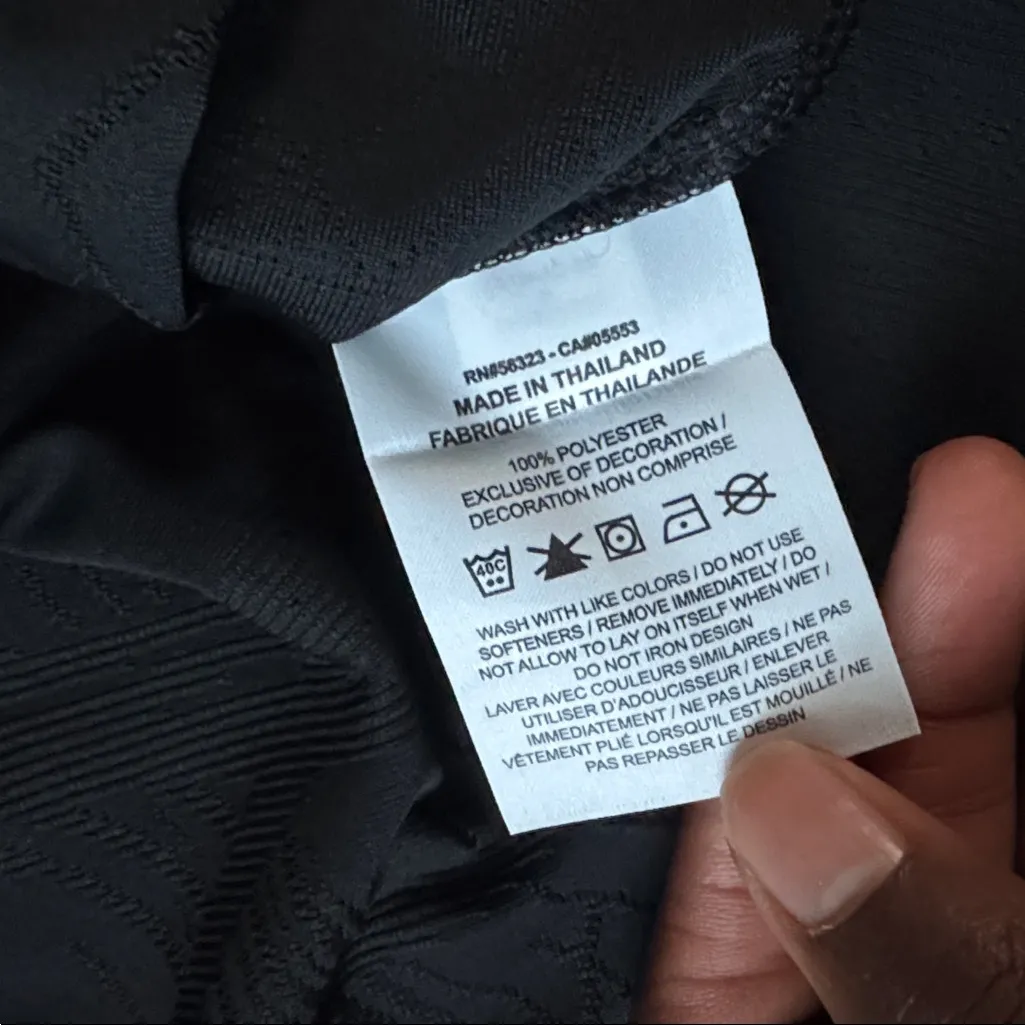 RN#56323 - CA#05553
MADE IN THAILAND
FABRIQUE EN THAILANDE
100% POLYESTER
EXCLUSIVE OF DECORATION /
DECORATION NON COMPRISE
40C
WASH WITH LIKE COLORS / DO NOT USE
SOFTENERS / REMOVE IMMEDIATELY / DO
NOT ALLOW TO LAY ON ITSELF WHEN WET /
DO NOT IRON DESIGN
LAVER AVEC COULEURS SIMILAIRES / NE PAS
UTILISER D'ADOUCISSEUR / ENLEVER
IMMEDIATEMENT / NE PAS LAISSER LE
VÊTEMENT PLIÉ LORSQU'IL EST MOUILLÉ / NE
PAS REPASSER LE DESSIN